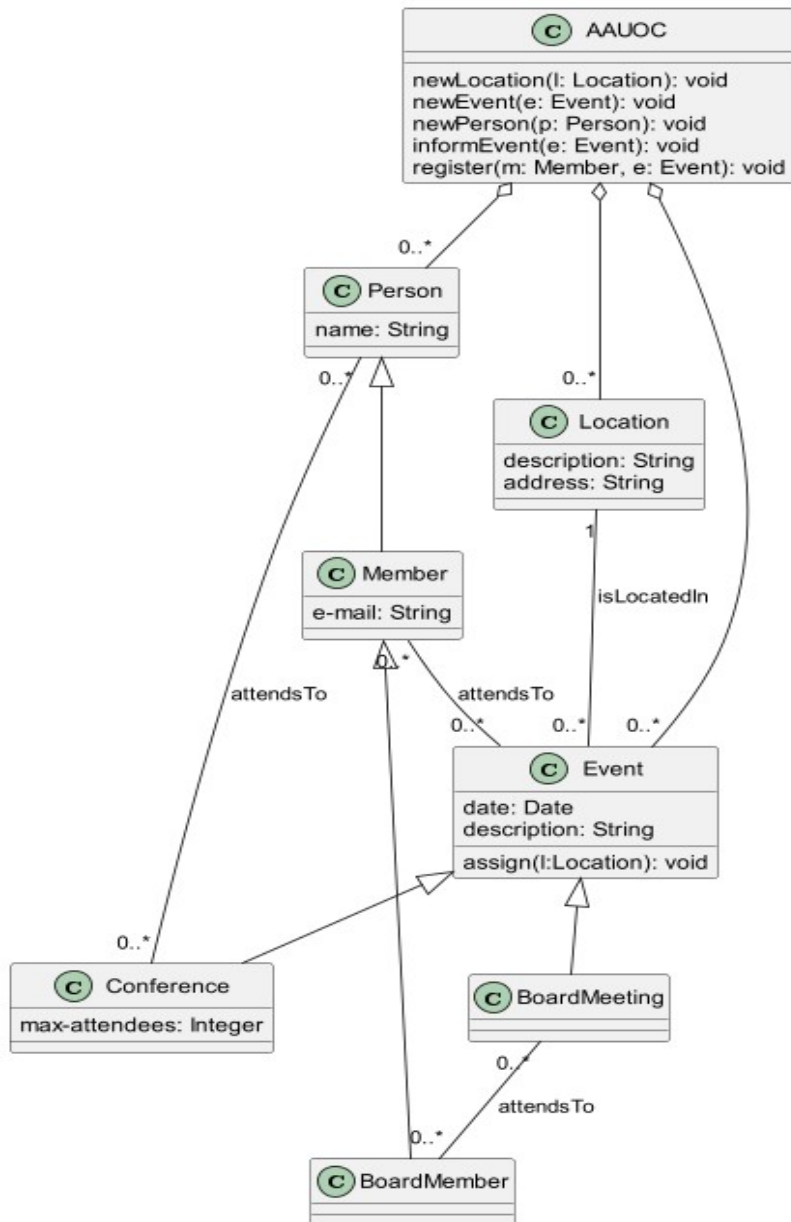 C AAUOC
newLocation(l: Location): void
newEvent(e: Event): void
newPerson(p: Person): void
informEvent(e: Event): void
register(m: Member, e: Event): void
0..*
C Person
name: String
0..*
0..*
C Location
description: String
address: String
1
C Member
e-mail: String
isLocatedIn
0..*
attendsTo
attendsTo
0..*
0..*
0..*
C Event
date: Date
description: String
assign(l:Location): void
0..*
C Conference
max-attendees: Integer
C BoardMeeting
0..*
attendsTo
0..*
C BoardMember